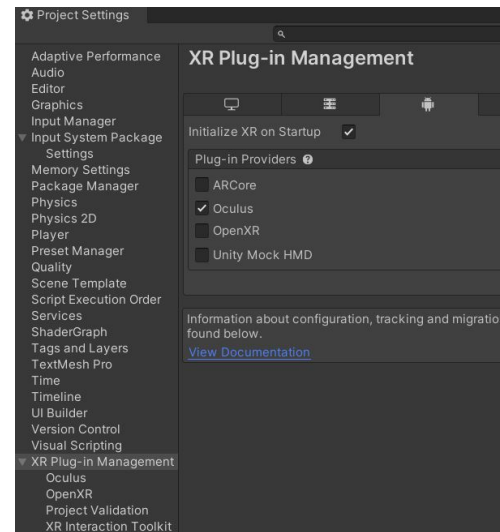 Project Settings
Adaptive Performance
Audio
Editor
Graphics
Input Manager
Input System Package
Settings
Memory Settings
Package Manager
Physics
Physics 2D
Player
Preset Manager
Quality
Scene Template
Script Execution Order
Services
ShaderGraph
Tags and Layers
TextMesh Pro
Time
Timeline
UI Builder
Version Control
Visual Scripting
XR Plug-in Management
Oculus
OpenXR
Project Validation
XR Interaction Toolkit
XR Plug-in Management
Initialize XR on Startup
Plug-in Providers
ARCore
Oculus
OpenXR
Unity Mock HMD
Information about configuration, tracking and migratio
found below.
View Documentation